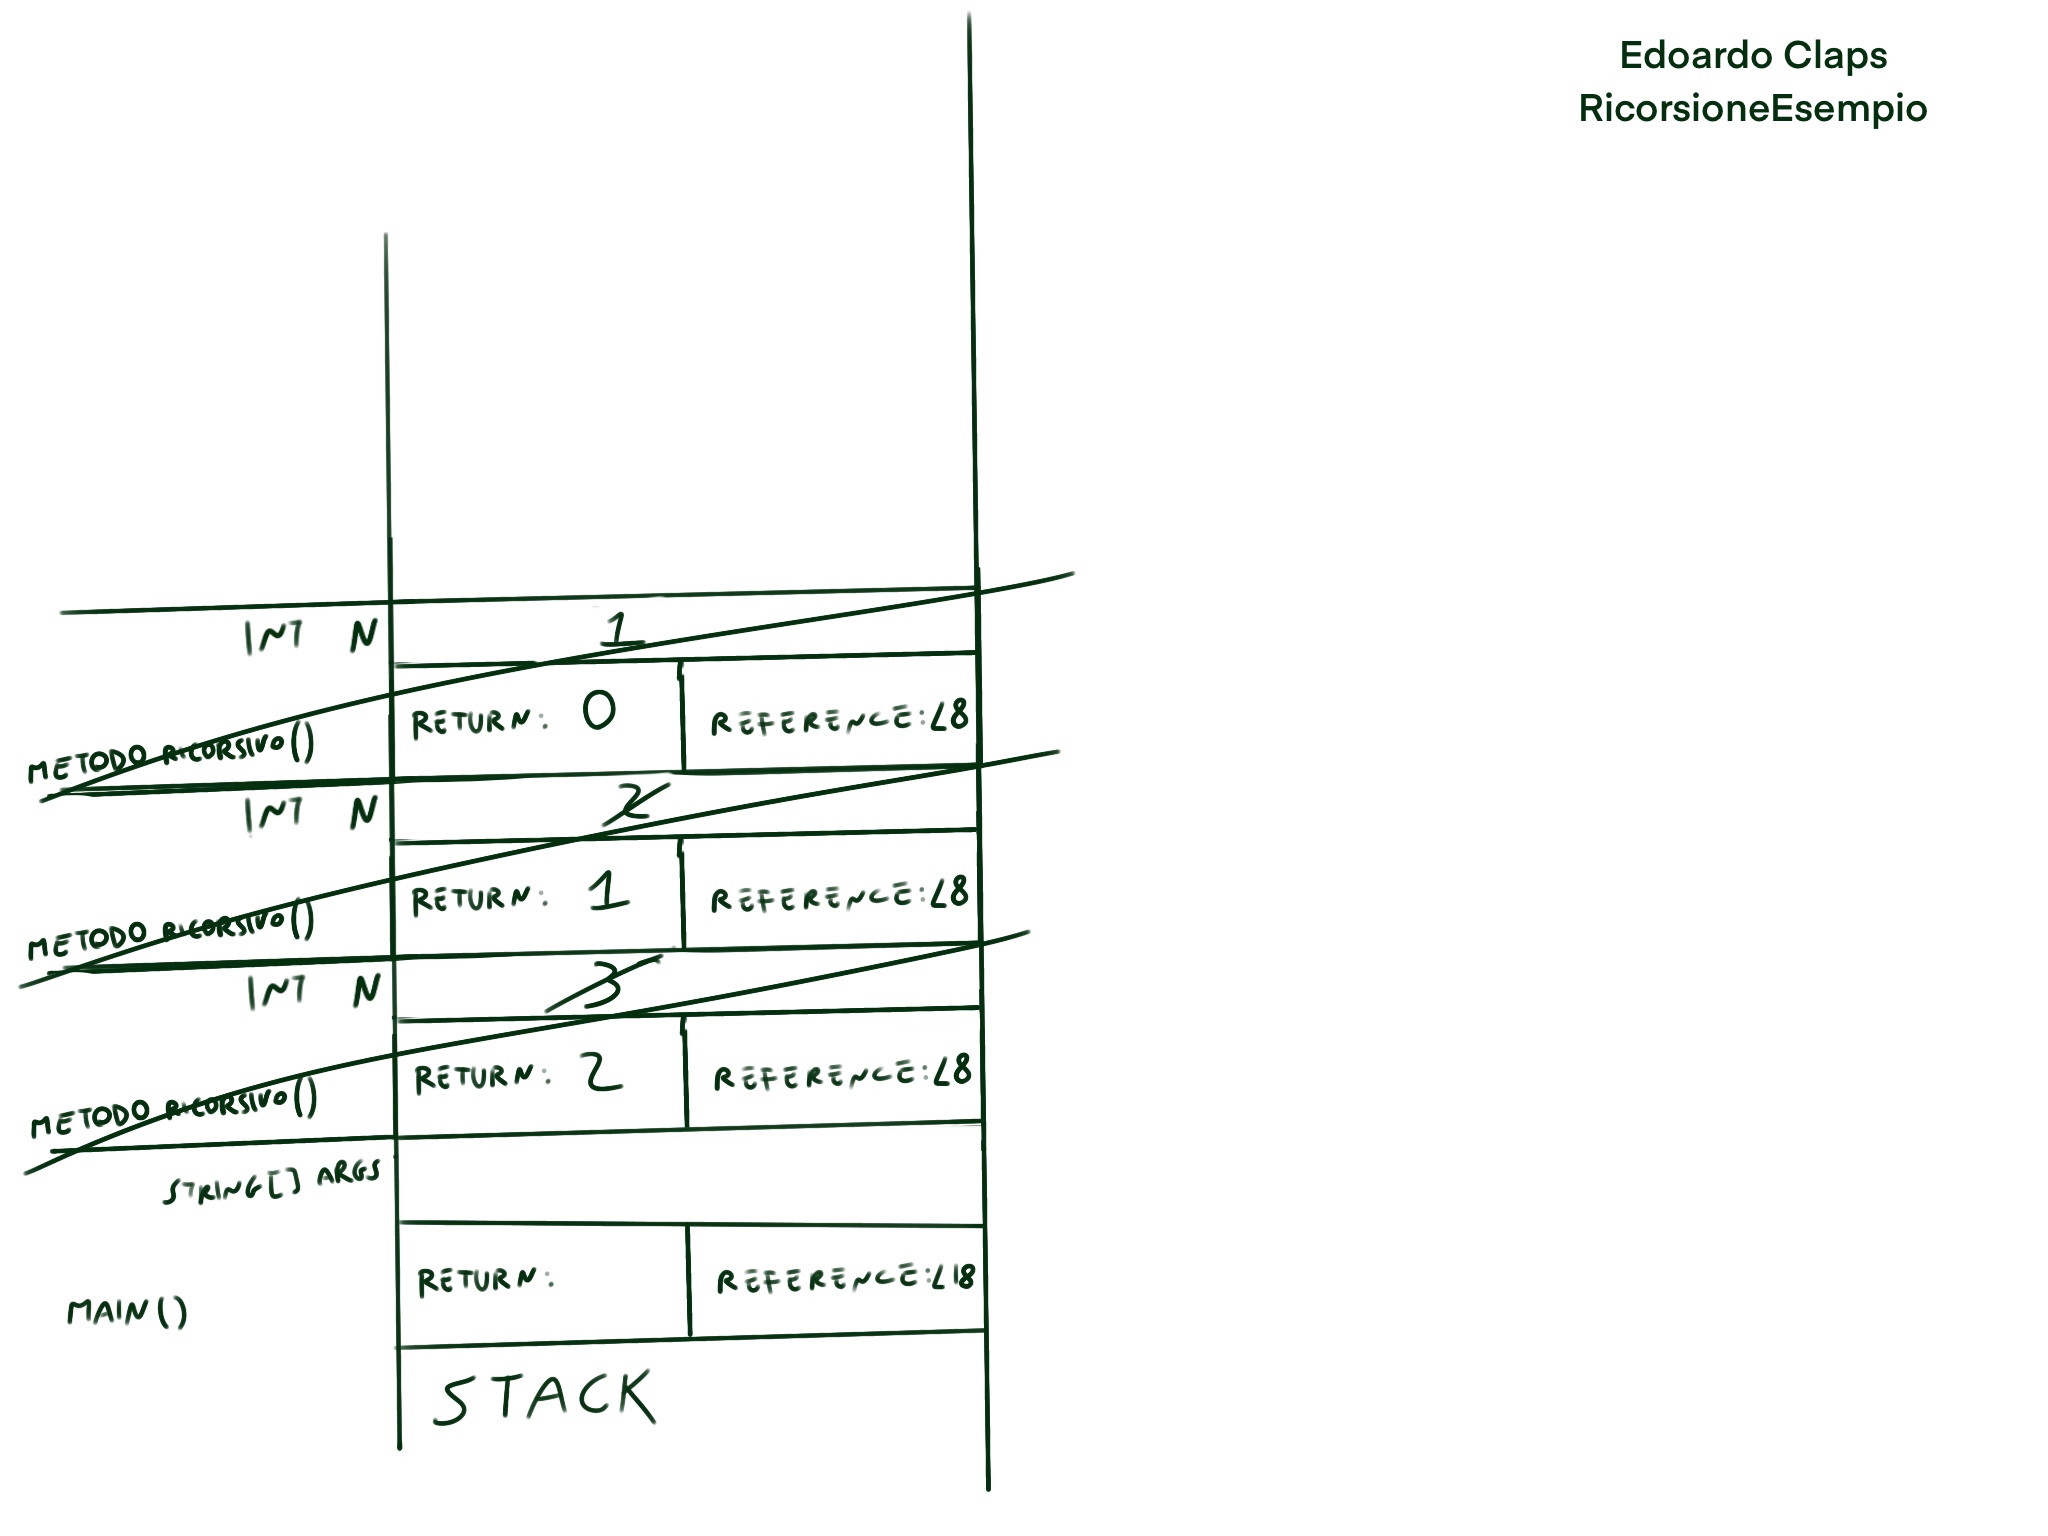 Edoardo Claps
RicorsioneEsempio
INT N 1
METODO RICORSIVO() RETURN: 0 REFERENCE: L8
INT N 2
METODO RICORSIVO() RETURN: 1 REFERENCE: L8
INT N 3
METODO RICORSIVO() RETURN: 2 REFERENCE: L8
STRING[] ARGS
MAIN() RETURN: REFERENCE: L18
STACK